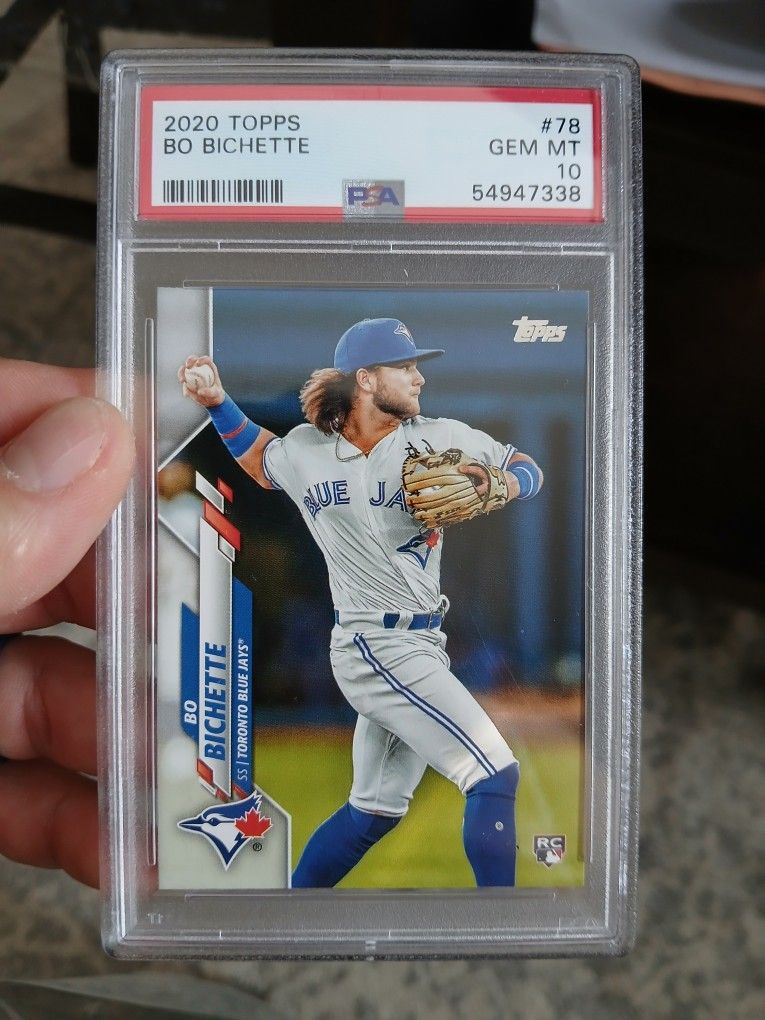 2020 TOPPS #78
BO BICHETTE GEM MT
10
PSA 54947338
Topps
BLUE JA
BO
BICHETTE
SS | TORONTO BLUE JAYS®
®
RC